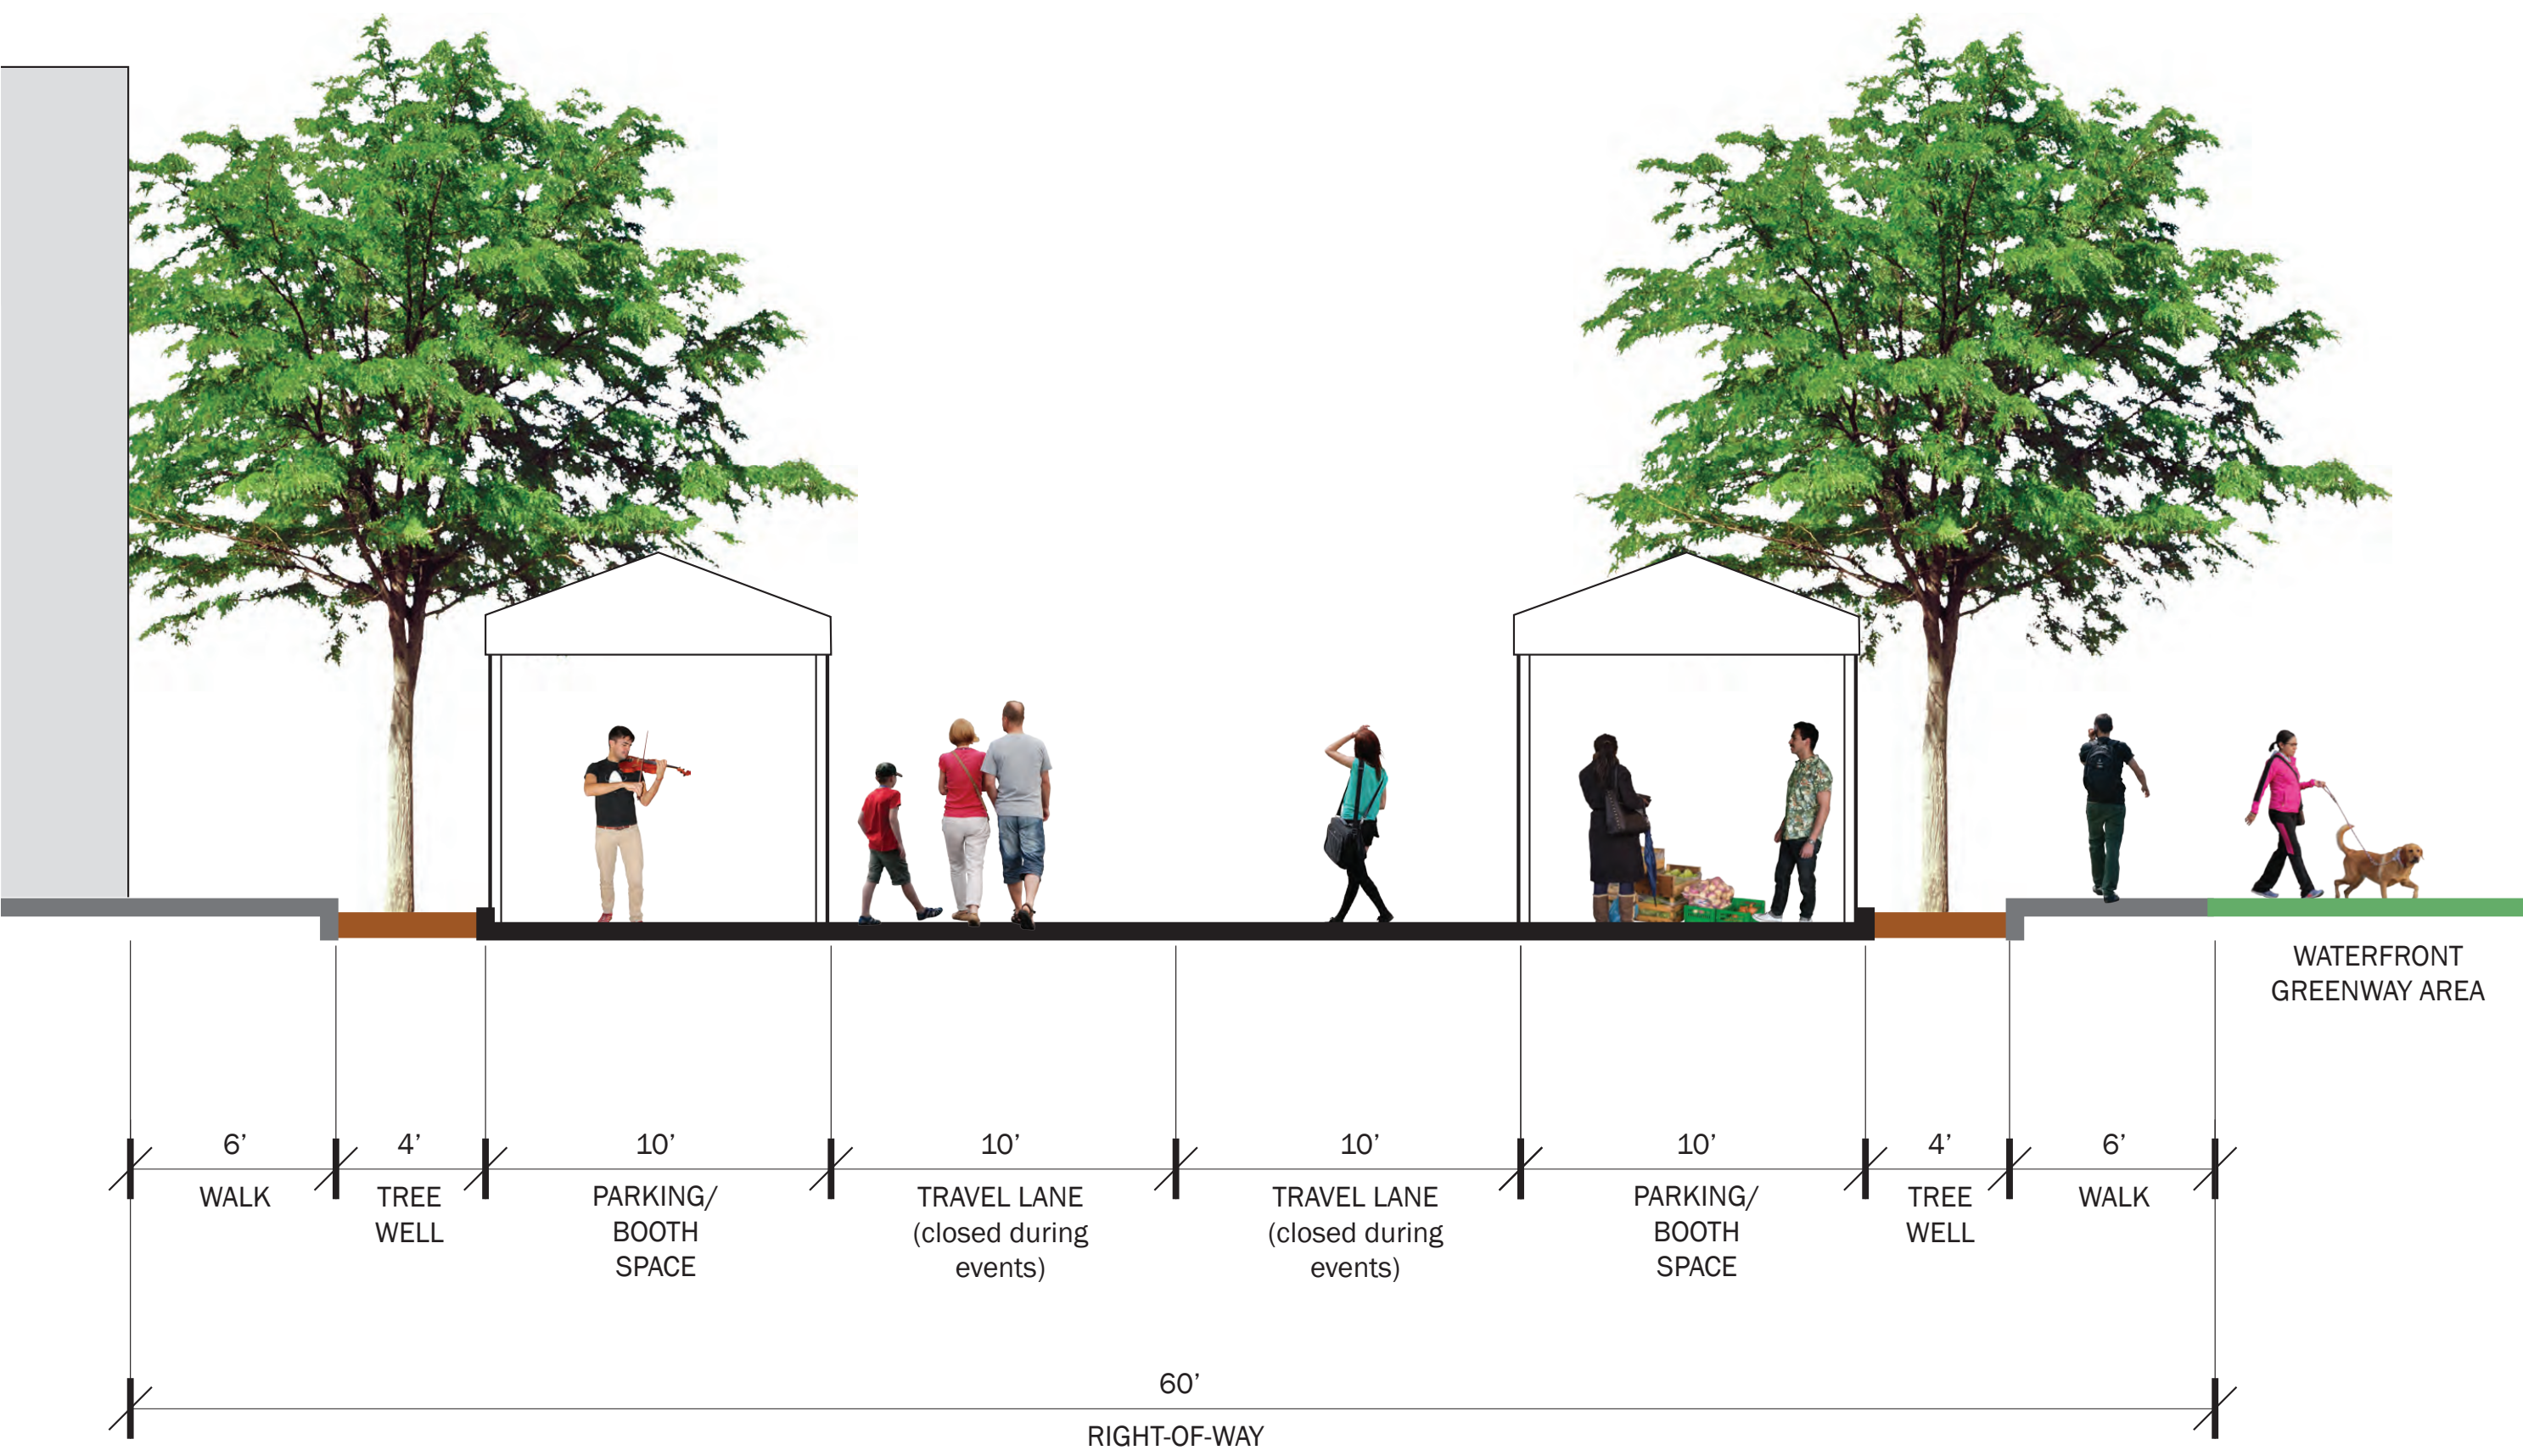 WATERFRONT
GREENWAY AREA
6’
4’
10’
10’
10’
10’
4’
6’
WALK
TREE
WELL
PARKING/
BOOTH
SPACE
TRAVEL LANE
(closed during
events)
TRAVEL LANE
(closed during
events)
PARKING/
BOOTH
SPACE
TREE
WELL
WALK
60’
RIGHT-OF-WAY